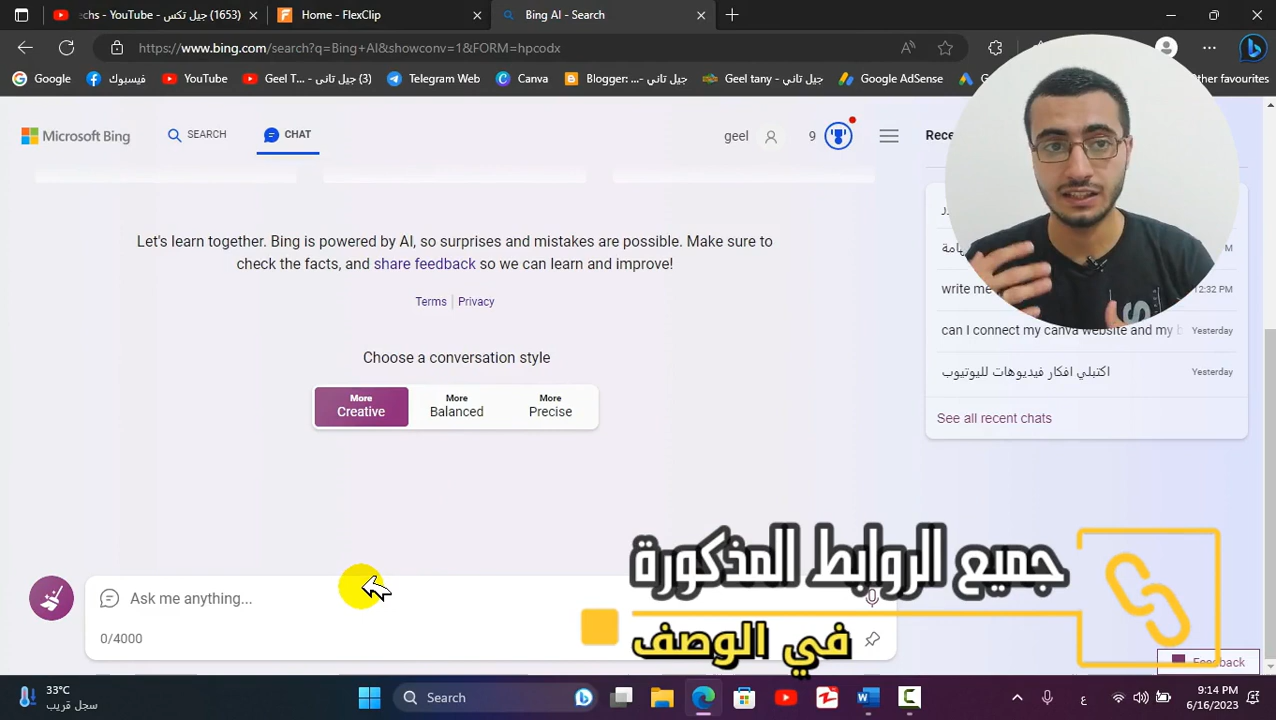 جيل تكس - YouTube - echs (1653)
Home - FlexClip
Bing AI - Search
https://www.bing.com/search?q=Bing+AI&showconv=1&FORM=hpcodx
Google
فيسبوك
YouTube
(3) جيل تاني - Geel T...
Telegram Web
Canva
Blogger: جيل تاني -...
Geel tany - جيل تاني
Google AdSense
Other favourites
Microsoft Bing
SEARCH
CHAT
geel
9
Let's learn together. Bing is powered by AI, so surprises and mistakes are possible. Make sure to
check the facts, and share feedback so we can learn and improve!
Terms | Privacy
Choose a conversation style
More Creative
More Balanced
More Precise
write me
12:32 PM
can I connect my canva website and my b
Yesterday
اكتبلي افكار فيديوهات لليوتيوب
Yesterday
See all recent chats
جميع الروابط المذكورة
في الوصف
Ask me anything...
0/4000
Feedback
33°C
سجل قريب
Search
ع
9:14 PM
6/16/2023